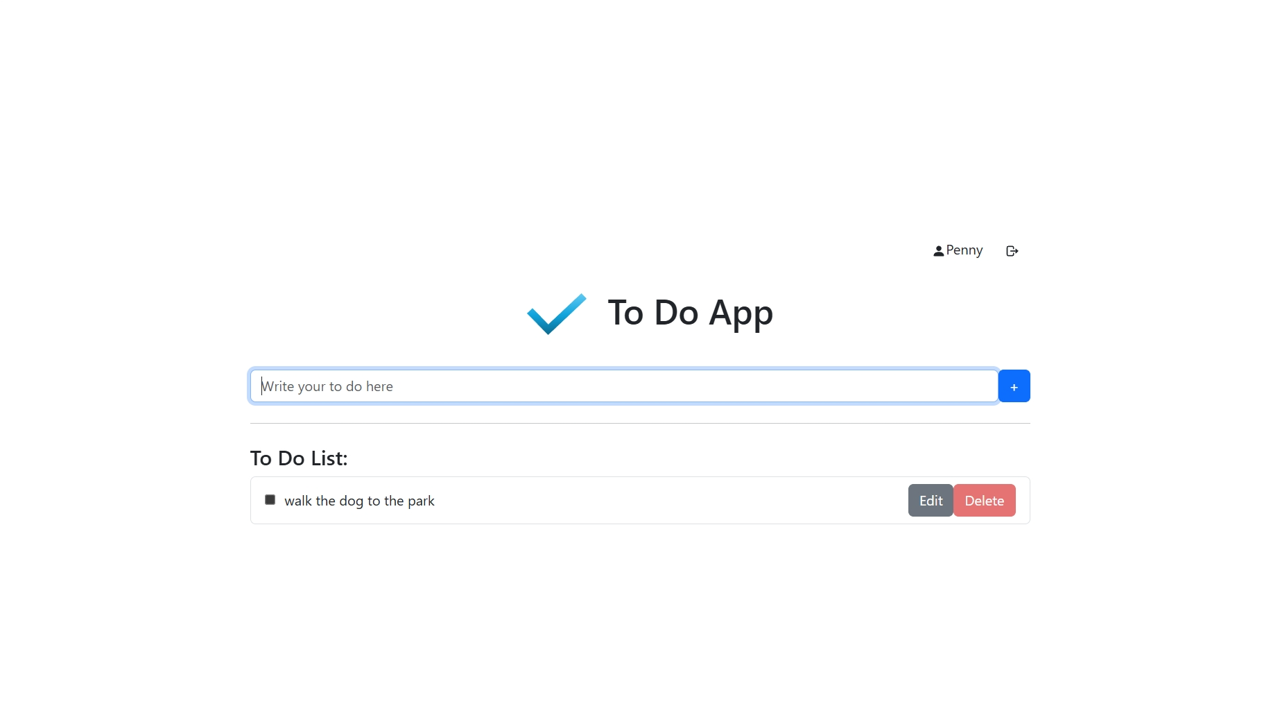 Penny
To Do App
Write your to do here
+
To Do List:
walk the dog to the park
Edit
Delete